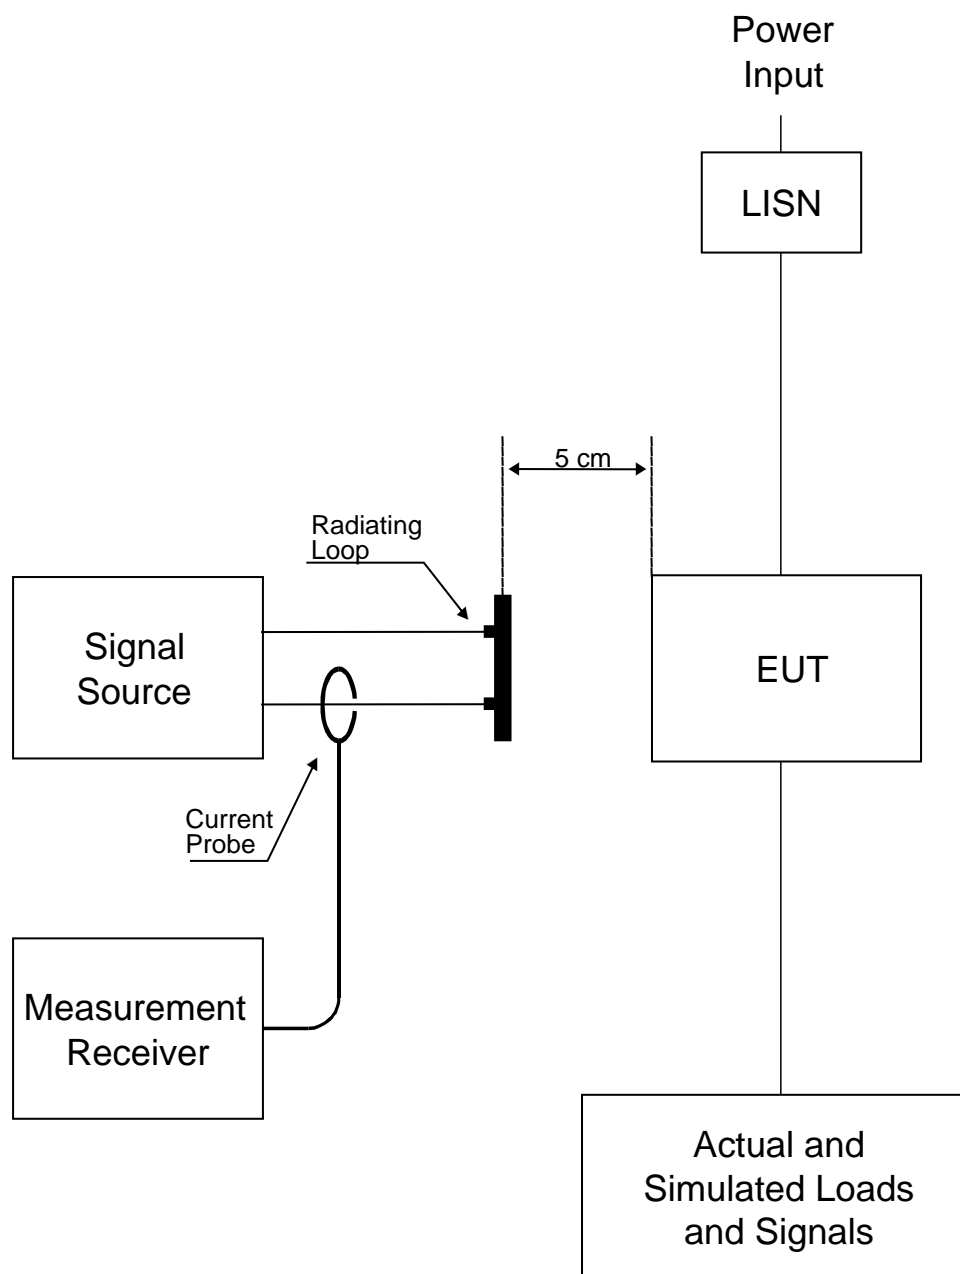 Power
Input
LISN
5 cm
Radiating
Loop
Signal
Source
EUT
Current
Probe
Measurement
Receiver
Actual and
Simulated Loads
and Signals